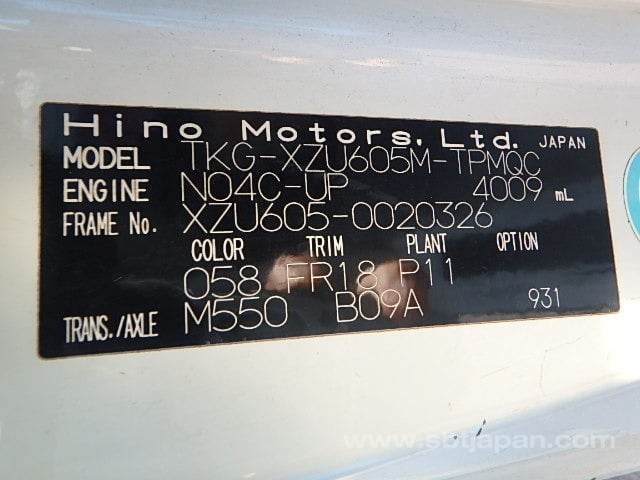 Hino Motors, Ltd. JAPAN
MODEL TKG-XZU605M-TPMQC
ENGINE N04C-UP 4009 mL
FRAME No. XZU605-0020326
COLOR TRIM PLANT OPTION
058 FR18 P11
TRANS./AXLE M550 B09A 931
www.sbtjapan.com